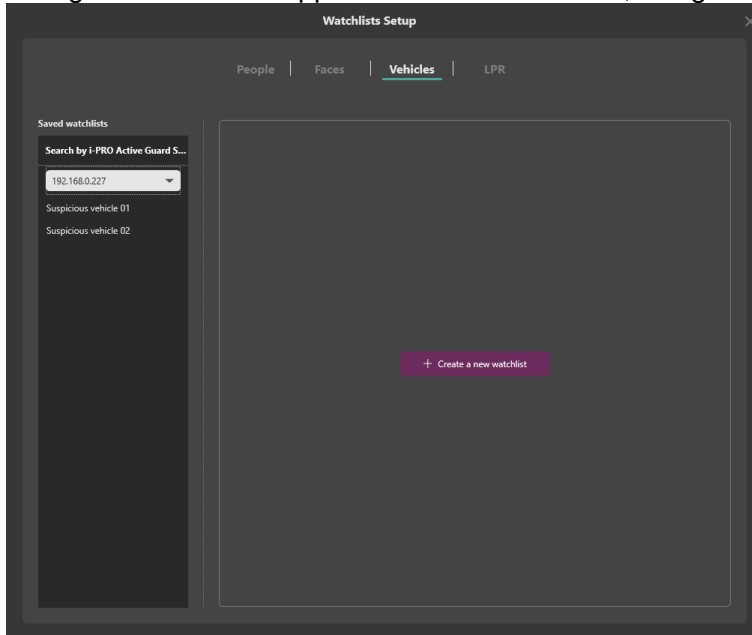 Watchlists Setup
People | Faces | Vehicles | LPR
Saved watchlists
Search by i-PRO Active Guard S...
192.168.0.227
Suspicious vehicle 01
Suspicious vehicle 02
+ Create a new watchlist